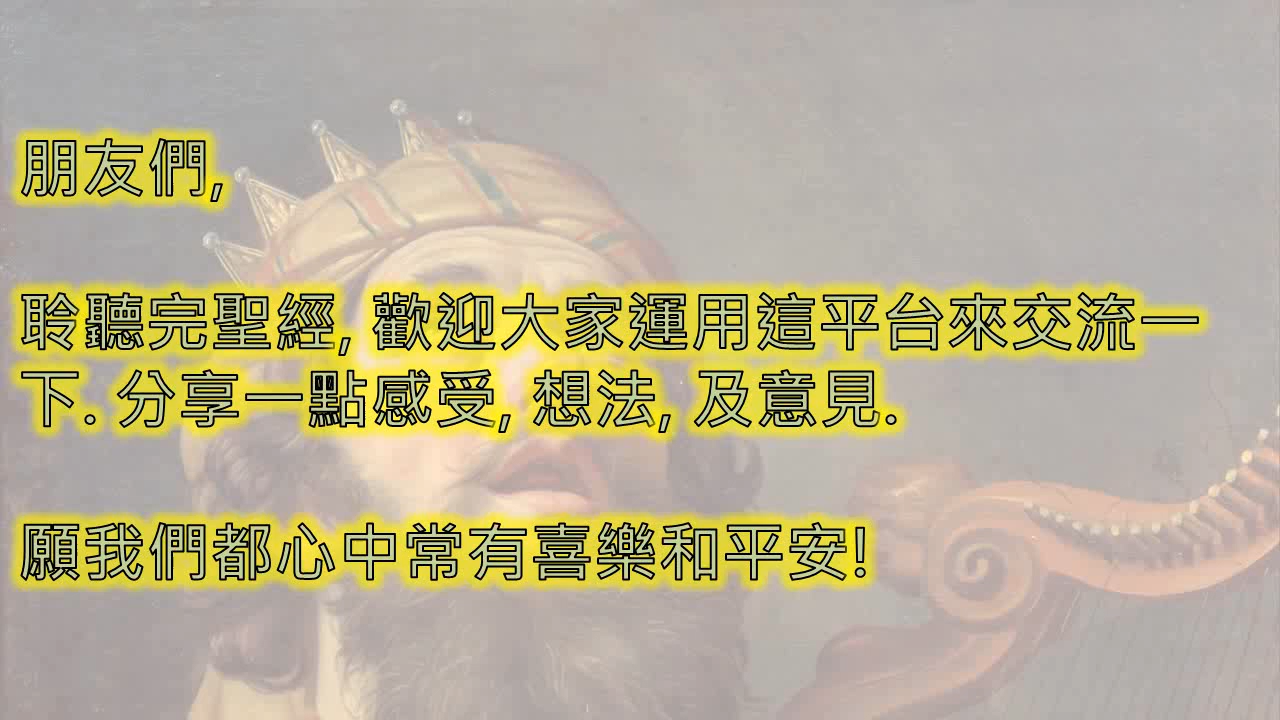 朋友們,
聆聽完聖經, 歡迎大家運用這平台來交流一
下. 分享一點感受, 想法, 及意見.
願我們都心中常有喜樂和平安!